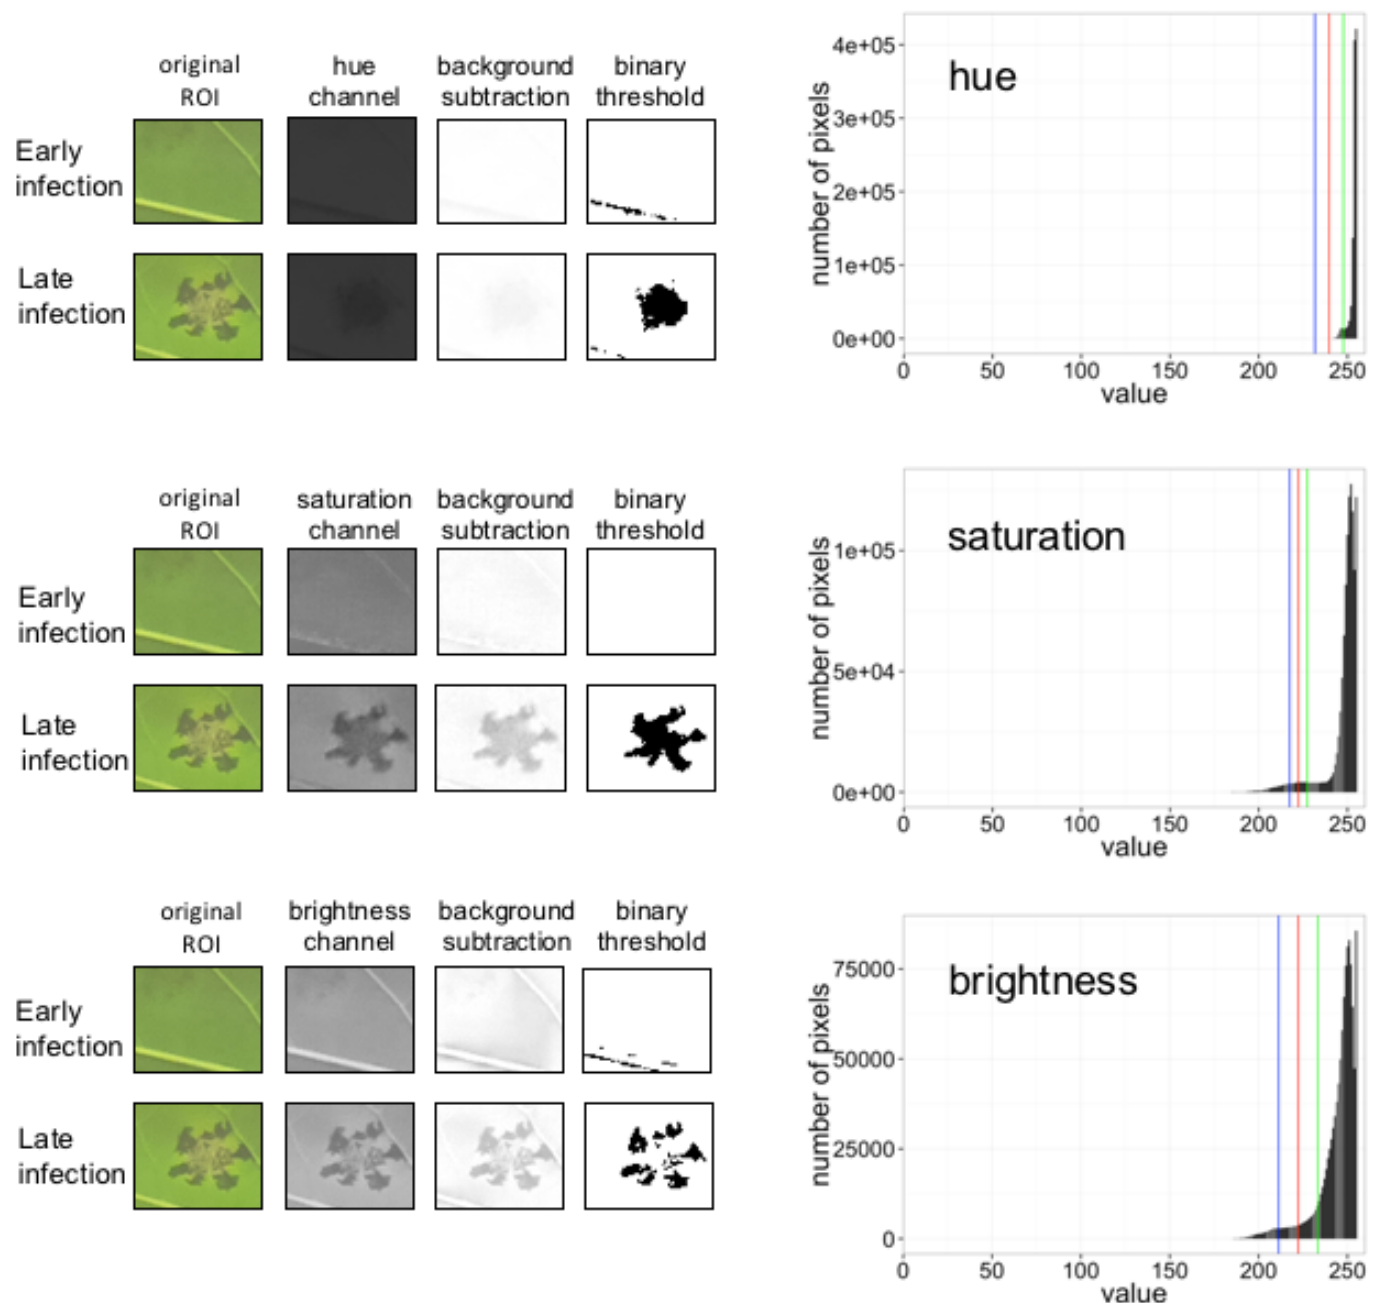 original
ROI
hue
channel
background
subtraction
binary
threshold
Early
infection
Late
infection
hue
number of pixels
4e+05
3e+05
2e+05
1e+05
0e+00
0 50 100 150 200 250
value
original
ROI
saturation
channel
background
subtraction
binary
threshold
Early
infection
Late
infection
saturation
number of pixels
1e+05
5e+04
0e+00
0 50 100 150 200 250
value
original
ROI
brightness
channel
background
subtraction
binary
threshold
Early
infection
Late
infection
brightness
number of pixels
75000
50000
25000
0
0 50 100 150 200 250
value